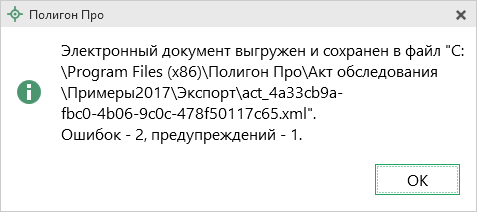 Полигон Про
Электронный документ выгружен и сохранен в файл "C:
\Program Files (x86)\Полигон Про\Акт обследования
\Примеры2017\Экспорт\act_4a33cb9a-
fbc0-4b06-9c0c-478f50117c65.xml".
Ошибок - 2, предупреждений - 1.
OK